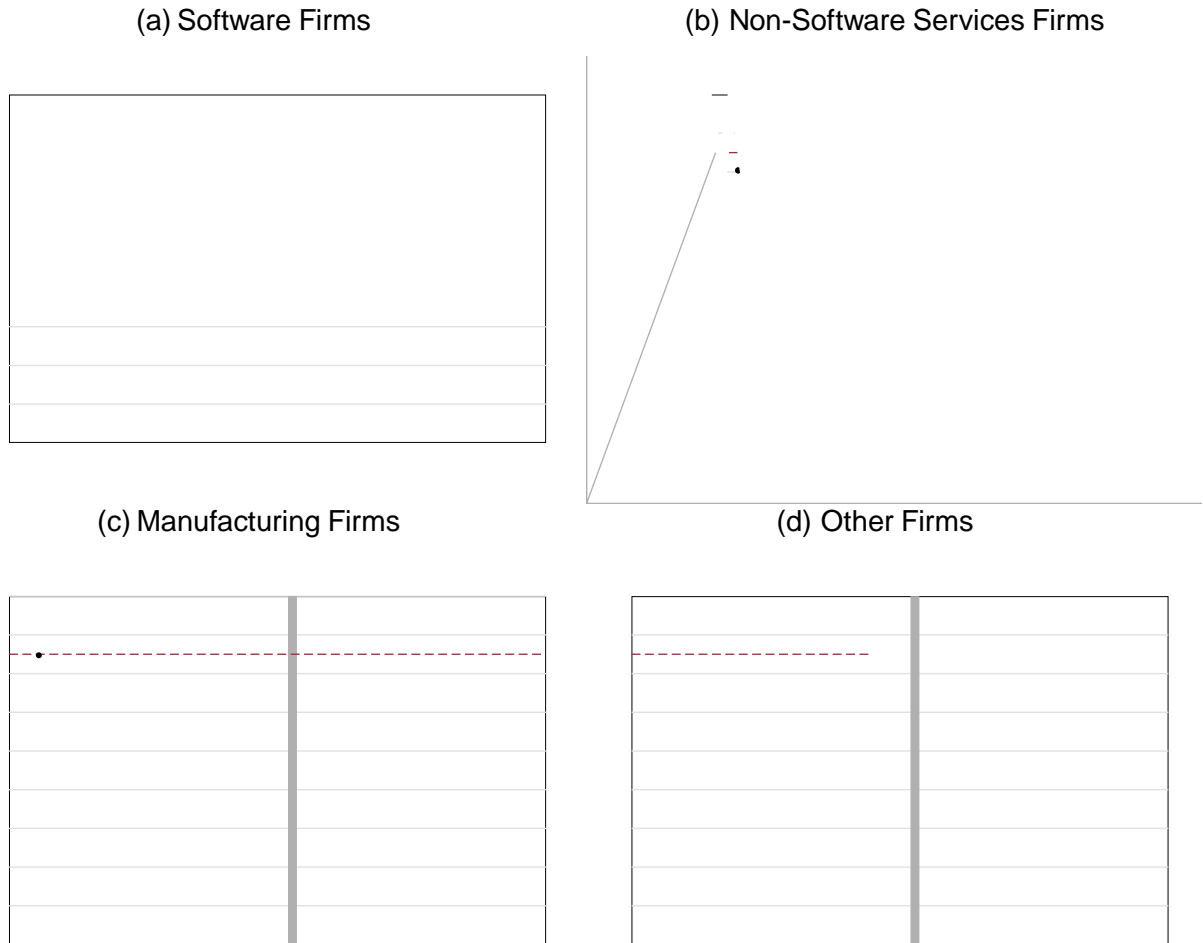 (a) Software Firms
(b) Non-Software Services Firms
(c) Manufacturing Firms
(d) Other Firms